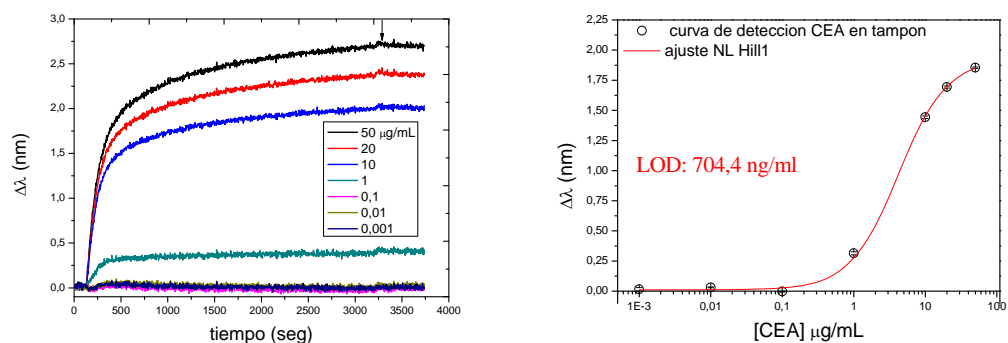 3,0
2,5
2,0
1,5
1,0
0,5
0,0
Δλ (nm)
50 μg/mL
20
10
1
0,1
0,01
0,001
0 500 1000 1500 2000 2500 3000 3500 4000
tiempo (seg)
2,25
2,00
1,75
1,50
1,25
1,00
0,75
0,50
0,25
0,00
Δλ (nm)
curva de deteccion CEA en tampon
ajuste NL Hill1
LOD: 704,4 ng/ml
1E-3 0,01 0,1 1 10 100
[CEA] μg/mL